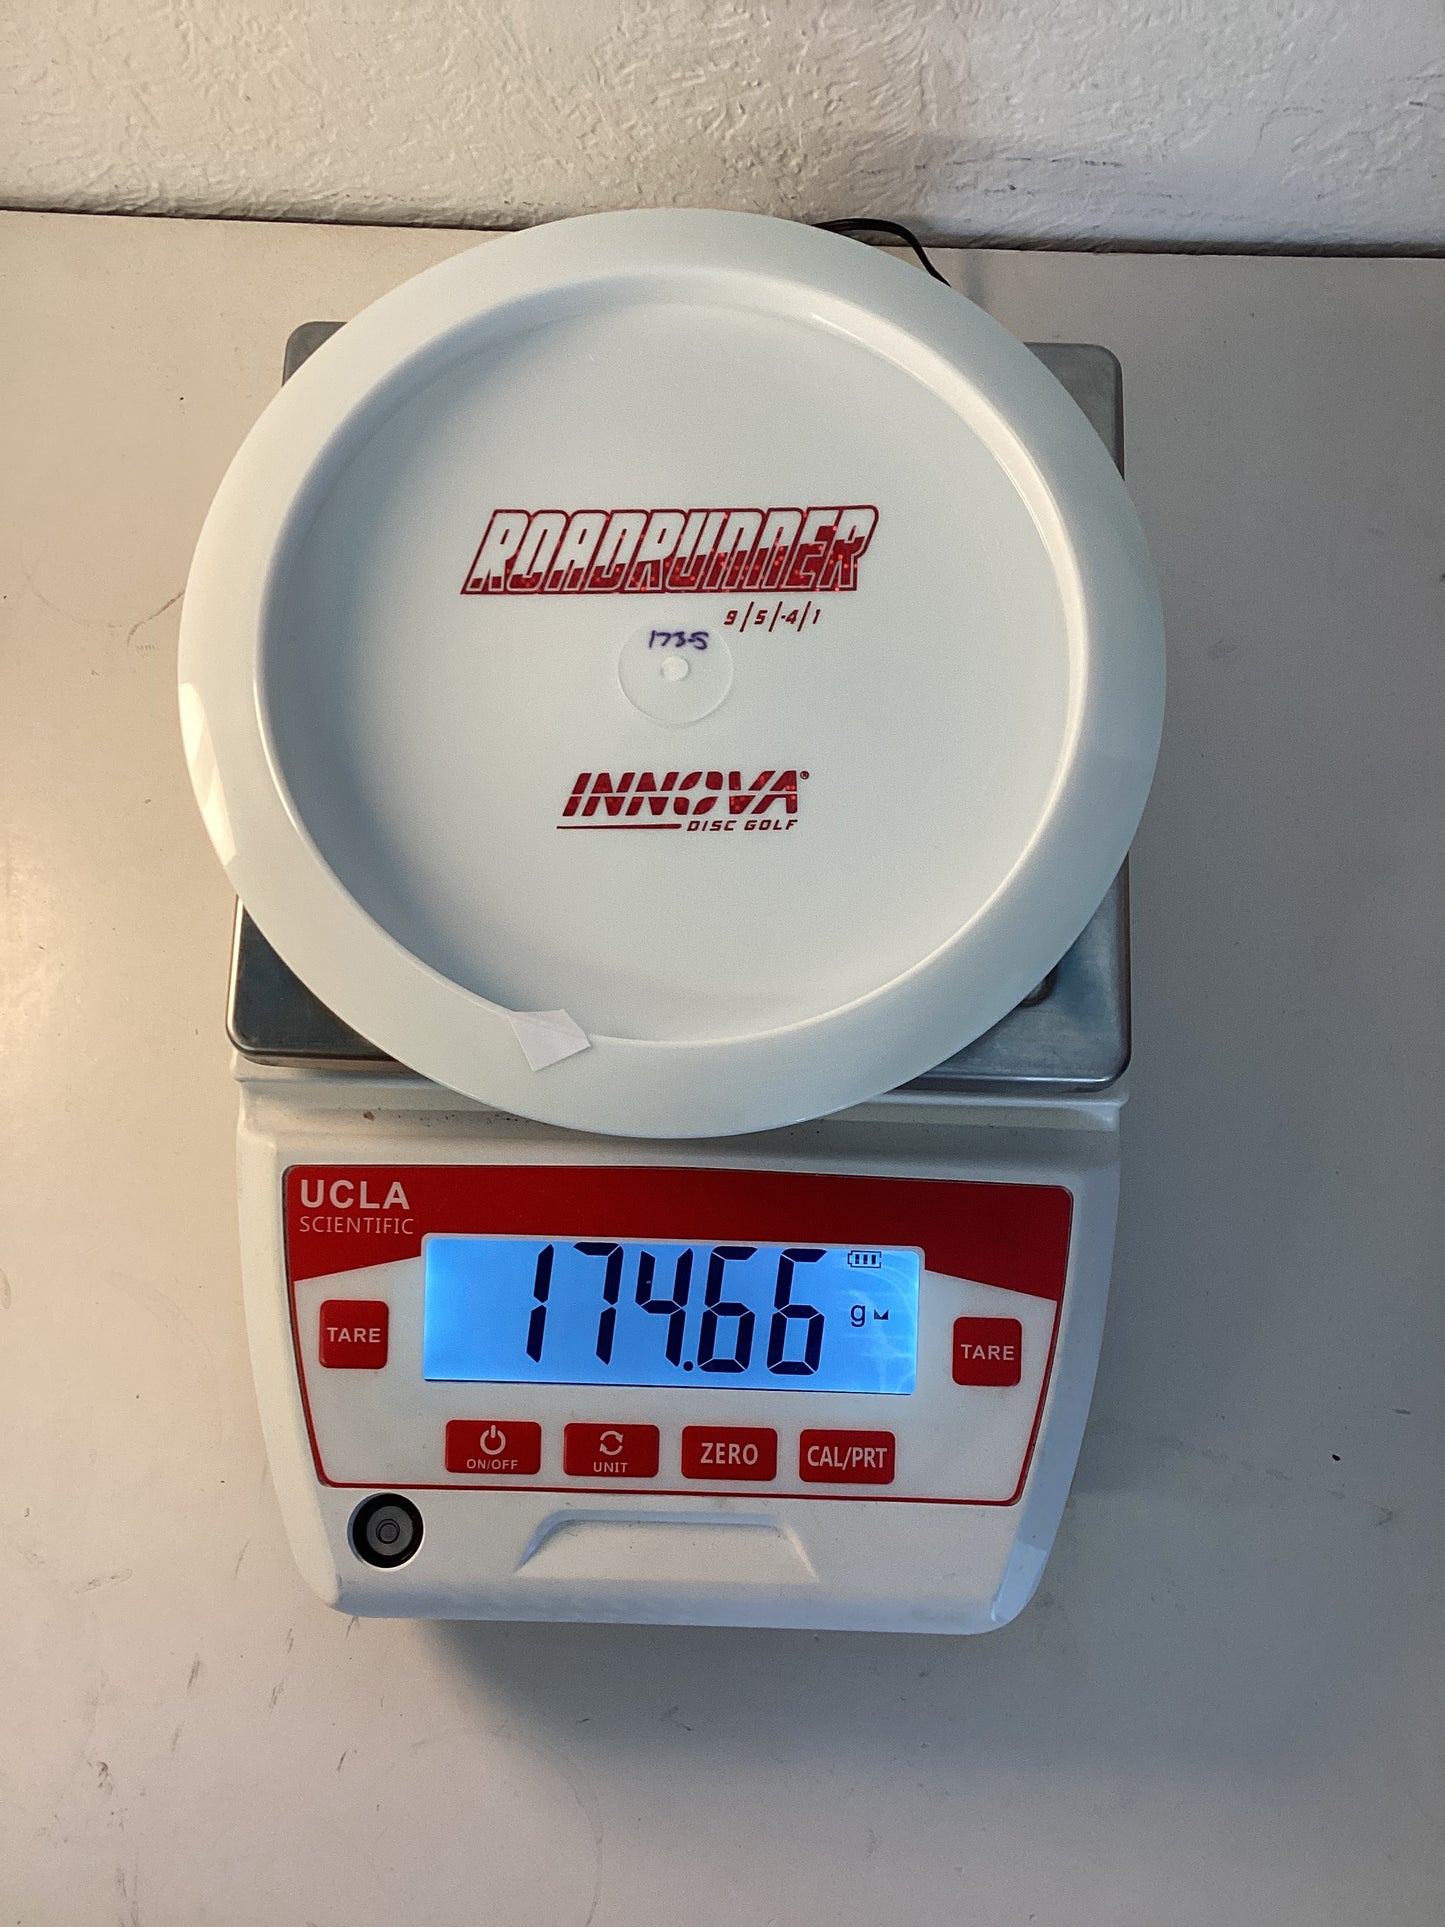 ROADRUNNER
9/5/-4/1
173-5
INNOVA®
DISC GOLF
UCLA
SCIENTIFIC
174.66
g
TARE
TARE
ON/OFF
UNIT
ZERO
CAL/PRT